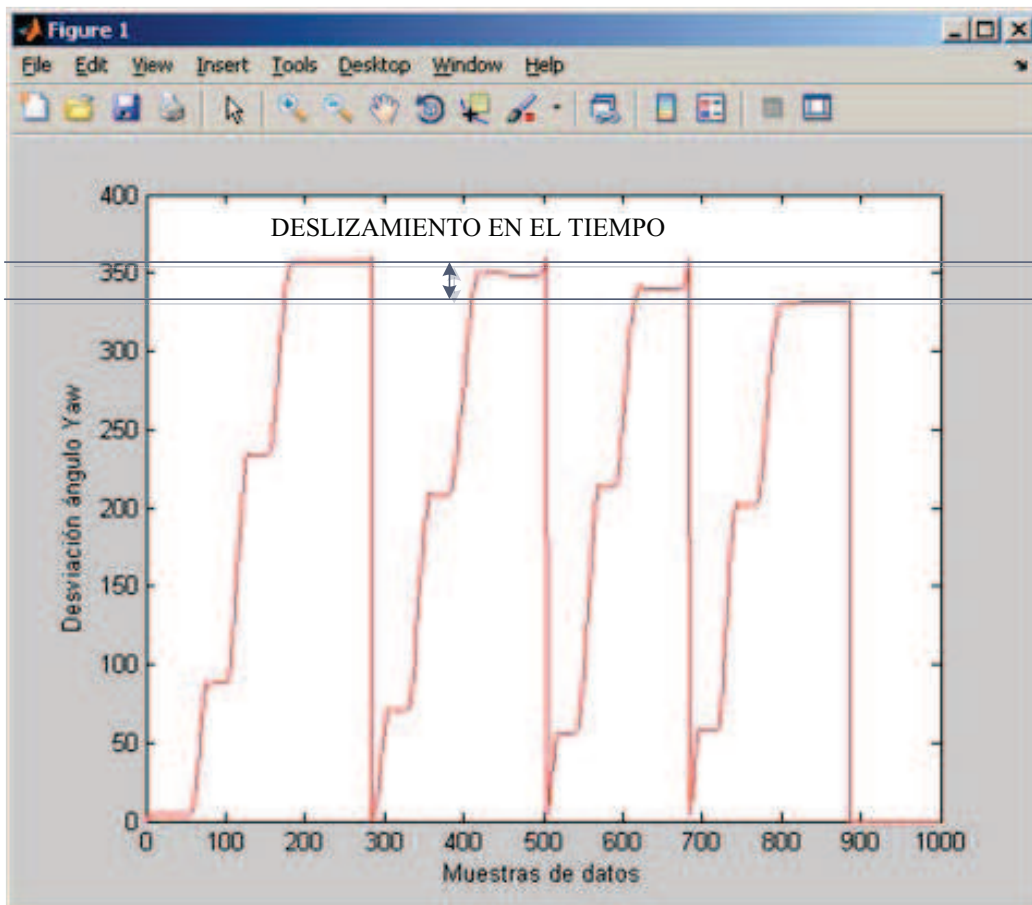 Figure 1
File Edit View Insert Tools Desktop Window Help
DESLIZAMIENTO EN EL TIEMPO
400
350
300
250
200
150
100
50
0
Desviación ángulo Yaw
0 100 200 300 400 500 600 700 800 900 1000
Muestras de datos